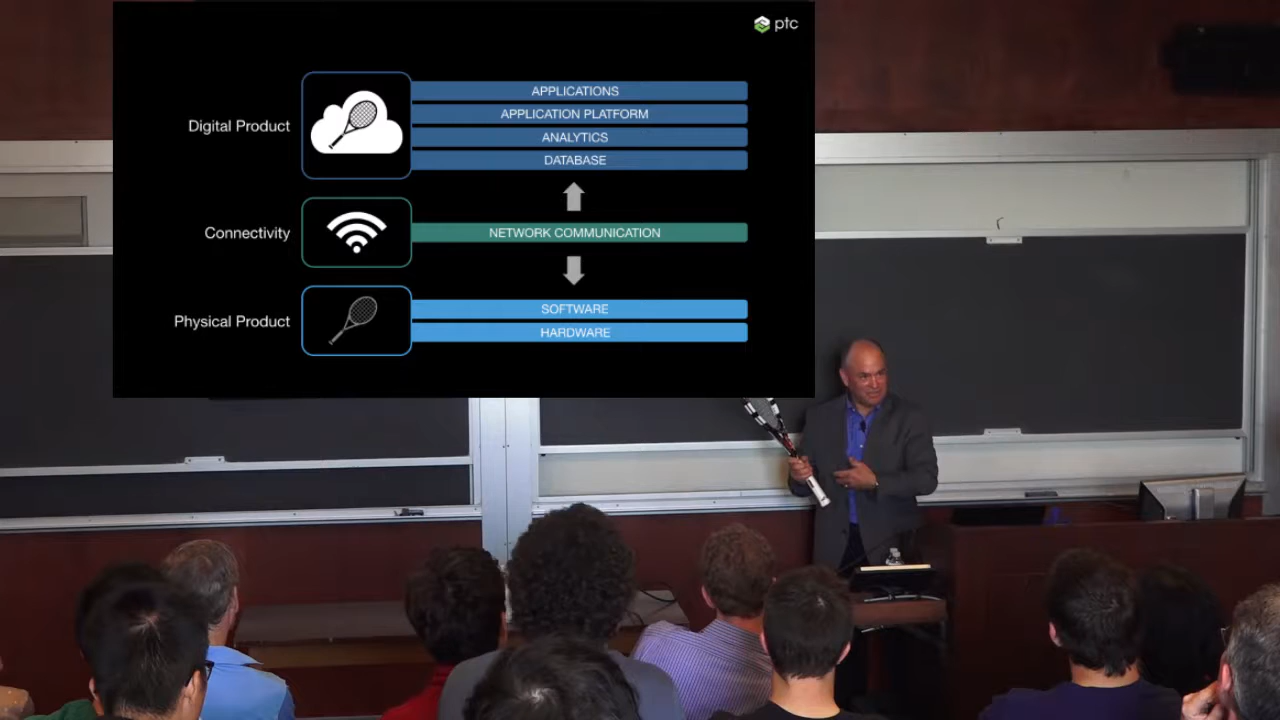 ptc
Digital Product
APPLICATIONS
APPLICATION PLATFORM
ANALYTICS
DATABASE
Connectivity
NETWORK COMMUNICATION
Physical Product
SOFTWARE
HARDWARE